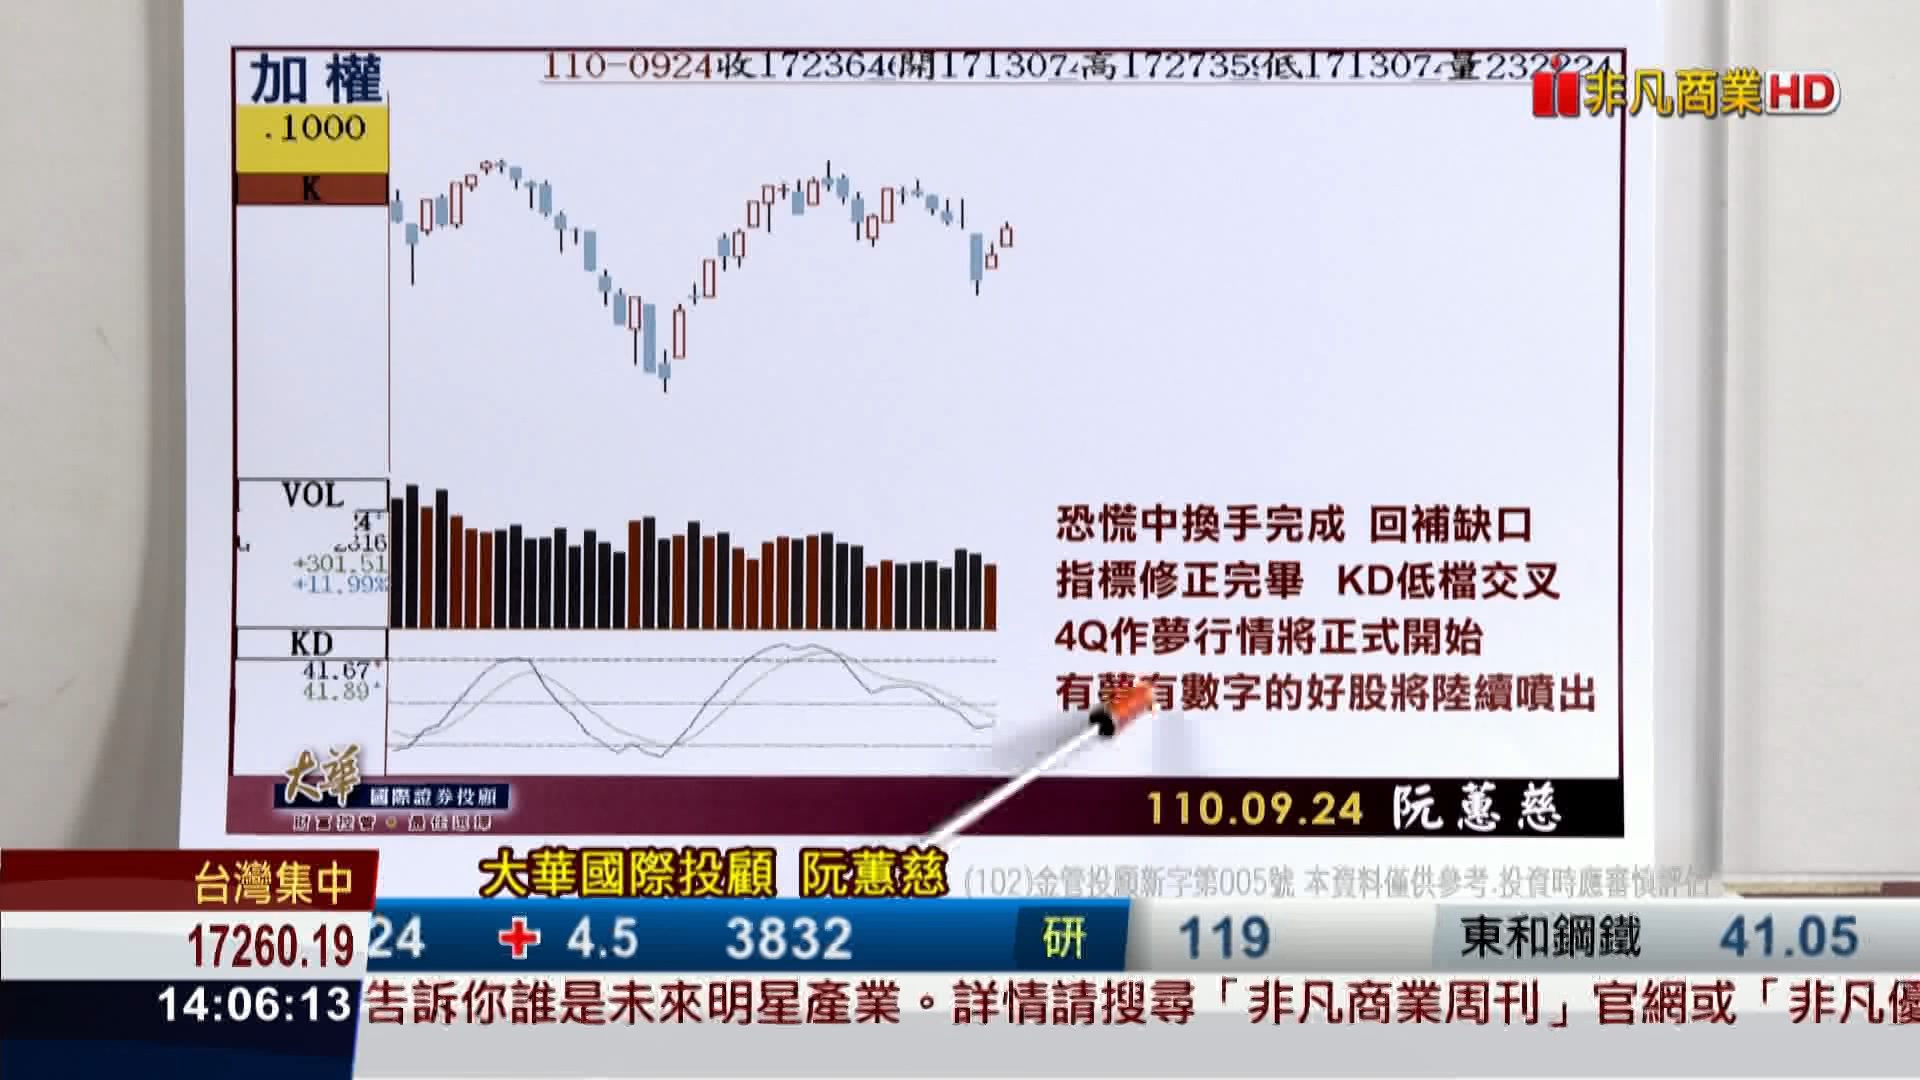 加權
110-0924收172364開171307高172735低171307量232224
非凡商業HD
.1000
K
VOL
2316
+301.51
+11.99%
KD
41.67
41.89
恐慌中換手完成 回補缺口
指標修正完畢 KD低檔交叉
4Q作夢行情將正式開始
有夢有數字的好股將陸續噴出
大華
國際證券投顧
財富控管 最佳選擇
110.09.24 阮蕙慈
台灣集中
大華國際投顧 阮蕙慈
(102)金管投顧新字第005號 本資料僅供參考.投資時應審慎評估
17260.19
24 + 4.5 3832 研 119 東和鋼鐵 41.05
14:06:13
告訴你誰是未來明星產業。詳情請搜尋「非凡商業周刊」官網或「非凡優